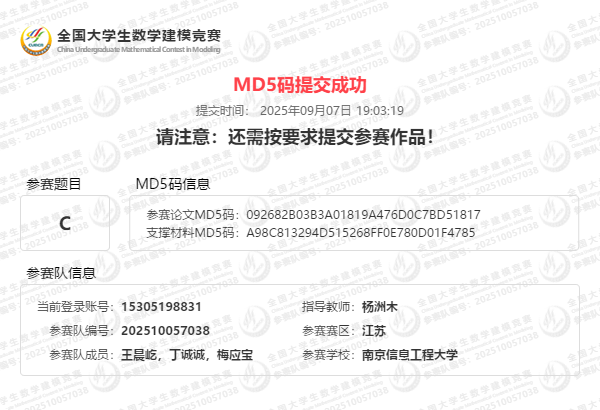 全国大学生数学建模竞赛
China Undergraduate Mathematical Contest in Modeling
MD5码提交成功
提交时间： 2025年09月07日 19:03:19
请注意：还需按要求提交参赛作品！
参赛题目
MD5码信息
C
参赛论文MD5码：092682B03B3A01819A476D0C7BD51817
支撑材料MD5码：A98C813294D515268FF0E780D01F4785
参赛队信息
当前登录账号：15305198831
指导教师：杨洲木
参赛队编号：202510057038
参赛赛区：江苏
参赛队成员：王晨屹，丁诚诚，梅应宝
参赛学校：南京信息工程大学